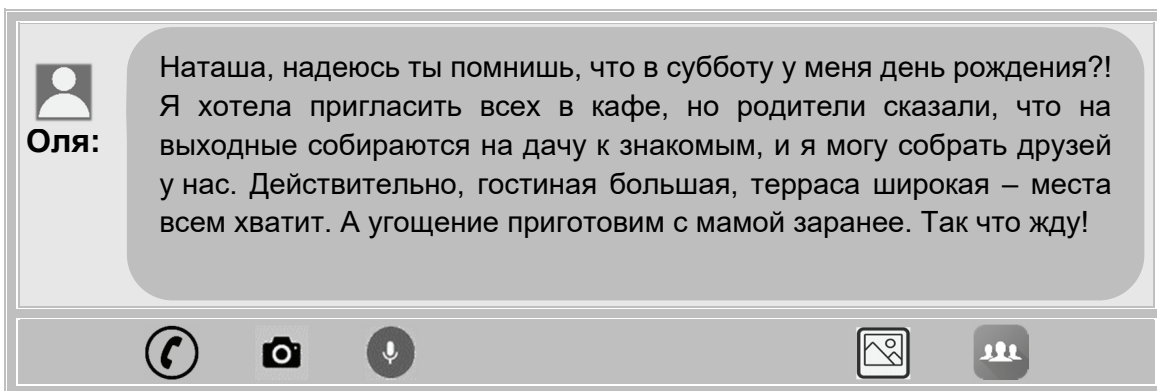 Наташа, надеюсь ты помнишь, что в субботу у меня день рождения?!
Я хотела пригласить всех в кафе, но родители сказали, что на
выходные собираются на дачу к знакомым, и я могу собрать друзей
у нас. Действительно, гостиная большая, терраса широкая – места
всем хватит. А угощение приготовим с мамой заранее. Так что жду!
Оля: